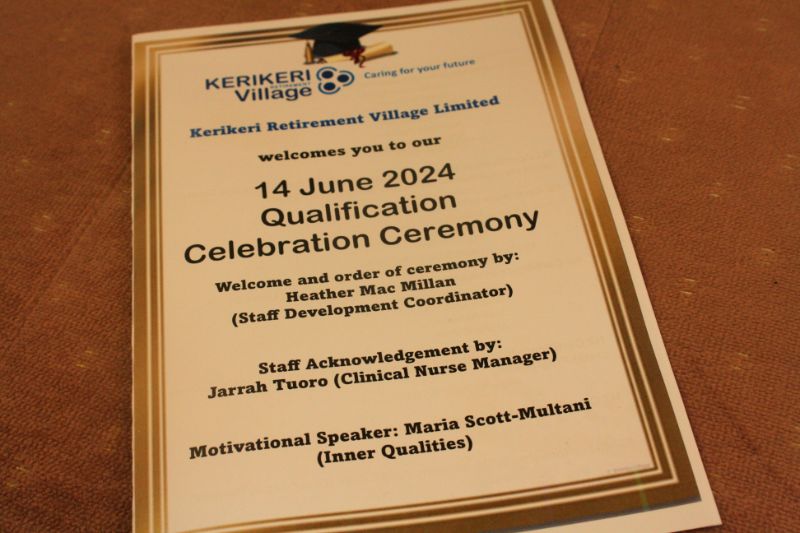 KERIKERI
RETIREMENT
Village
Caring for your future
Kerikeri Retirement Village Limited
welcomes you to our
14 June 2024
Qualification
Celebration Ceremony
Welcome and order of ceremony by:
Heather Mac Millan
(Staff Development Coordinator)
Staff Acknowledgement by:
Jarrah Tuoro (Clinical Nurse Manager)
Motivational Speaker: Maria Scott-Multani
(Inner Qualities)